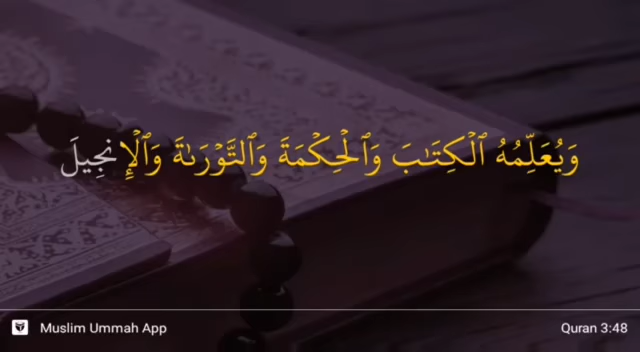 وَيُعَلِّمُهُ ٱلْكِتَٰبَ وَٱلْحِكْمَةَ وَٱلتَّوْرَىٰةَ وَٱلْإِنجِيلَ
Muslim Ummah App
Quran 3:48